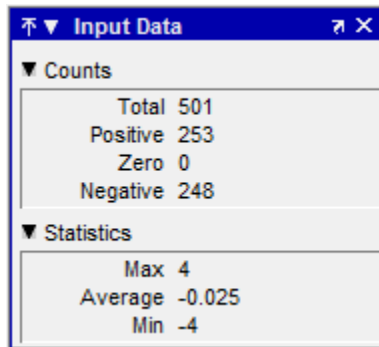 Input Data
Counts
Total 501
Positive 253
Zero 0
Negative 248
Statistics
Max 4
Average -0.025
Min -4